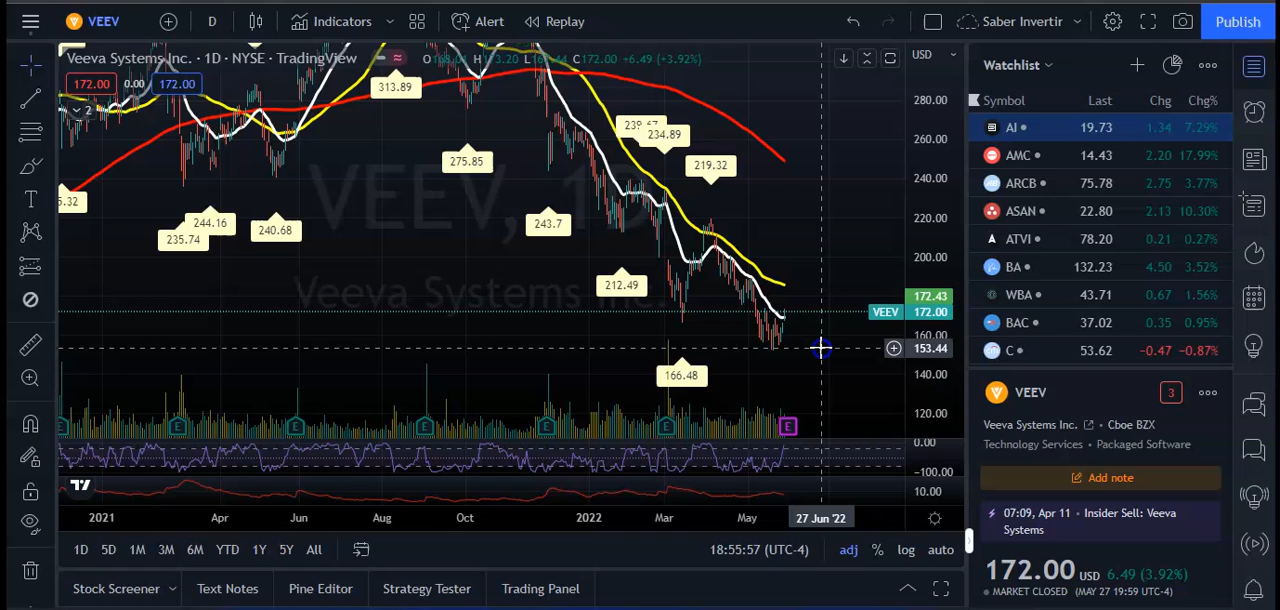 VEEV
D
Indicators
Alert
Replay
Saber Invertir
Publish
Veeva Systems Inc. · 1D · NYSE · TradingView
H173.20
C172.00 +6.49 (+3.92%)
172.00 0.00 172.00
2
USD
280.00
260.00
240.00
220.00
200.00
172.43
VEEV 172.00
160.00
153.44
140.00
120.00
0.00
-100.00
10.00
VEEV, 1D
Veeva Systems Inc.
313.89
275.85
235.74
244.16
240.68
243.7
212.49
234.89
219.32
166.48
E E E E E E E
2021 Apr Jun Aug Oct 2022 Mar May 27 Jun '22
1D 5D 1M 3M 6M YTD 1Y 5Y All
18:55:57 (UTC-4) adj % log auto
Stock Screener Text Notes Pine Editor Strategy Tester Trading Panel
Watchlist
Symbol Last Chg Chg%
AI 19.73 1.34 7.29%
AMC 14.43 2.20 17.99%
ARCB 75.78 2.75 3.77%
ASAN 22.80 2.13 10.30%
ATVI 78.20 0.21 0.27%
BA 132.23 4.50 3.52%
WBA 43.71 0.67 1.56%
BAC 37.02 0.35 0.95%
C 53.62 -0.47 -0.87%
VEEV 3
Veeva Systems Inc. · Cboe BZX
Technology Services · Packaged Software
Add note
07:09, Apr 11 · Insider Sell: Veeva
Systems
172.00 USD 6.49 (3.92%)
MARKET CLOSED (MAY 27 19:59 UTC-4)